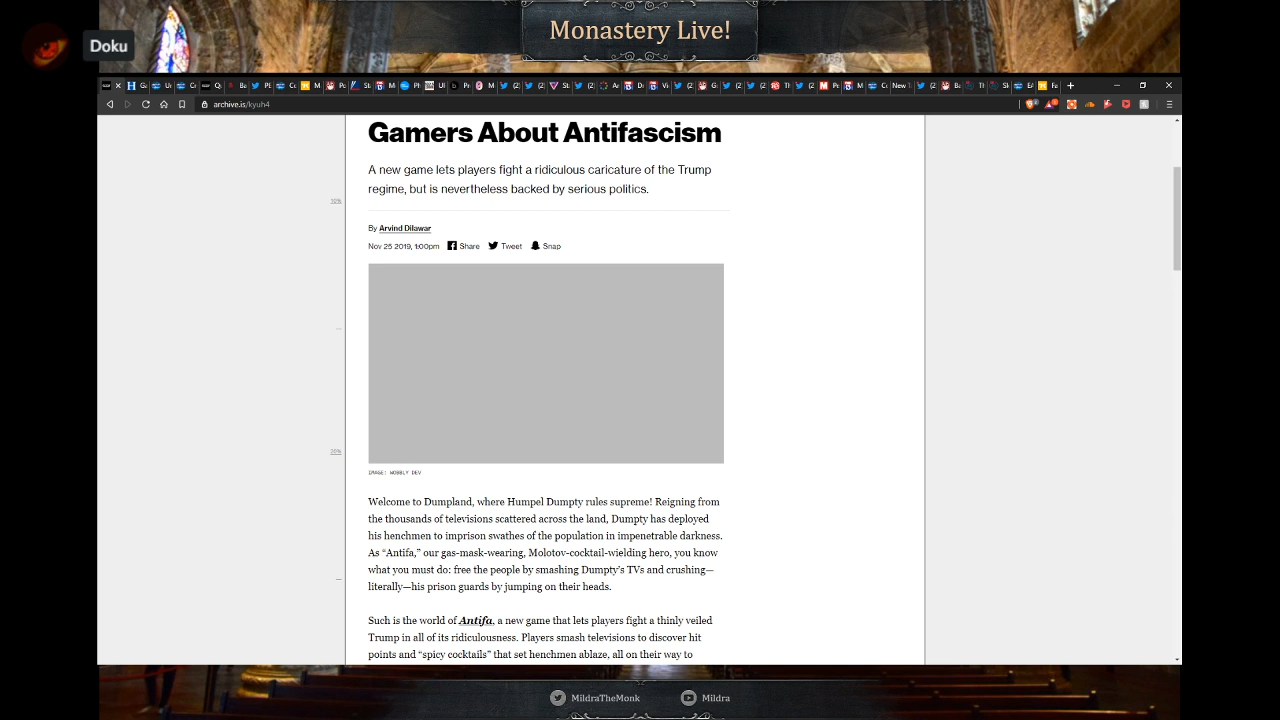 Monastery Live!
Doku
archive.is/kyuh4
Gamers About Antifascism
A new game lets players fight a ridiculous caricature of the Trump
regime, but is nevertheless backed by serious politics.
10%
By Arvind Dilawar
Nov 25 2019, 1:00pm Share Tweet Snap
20%
IMAGE: WOBBLY DEV
Welcome to Dumpland, where Humpel Dumpty rules supreme! Reigning from
the thousands of televisions scattered across the land, Dumpty has deployed
his henchmen to imprison swathes of the population in impenetrable darkness.
As “Antifa,” our gas-mask-wearing, Molotov-cocktail-wielding hero, you know
what you must do: free the people by smashing Dumpty’s TVs and crushing—
literally—his prison guards by jumping on their heads.
Such is the world of Antifa, a new game that lets players fight a thinly veiled
Trump in all of its ridiculousness. Players smash televisions to discover hit
points and “spicy cocktails” that set henchmen ablaze, all on their way to
MildraTheMonk Mildra